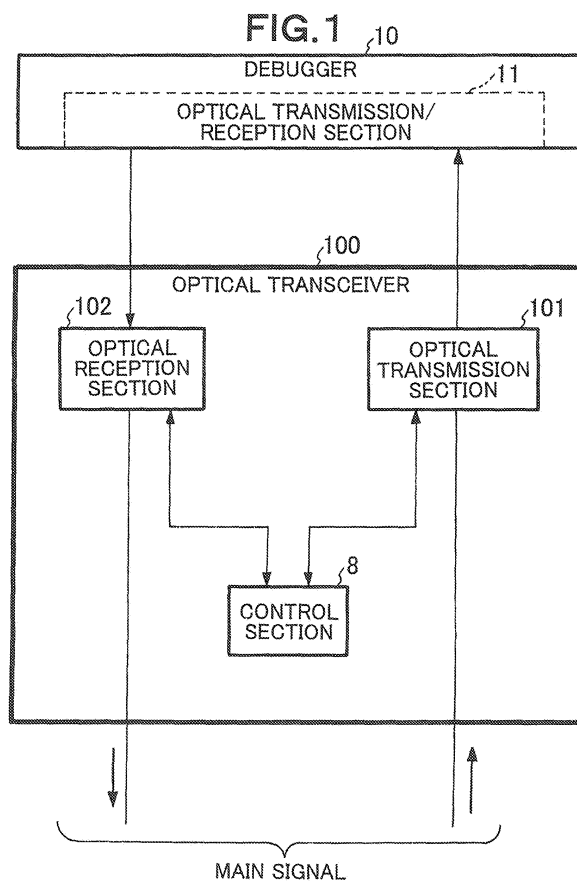 FIG.1
10
DEBUGGER
11
OPTICAL TRANSMISSION/
RECEPTION SECTION
100
OPTICAL TRANSCEIVER
102
OPTICAL
RECEPTION
SECTION
101
OPTICAL
TRANSMISSION
SECTION
8
CONTROL
SECTION
MAIN SIGNAL